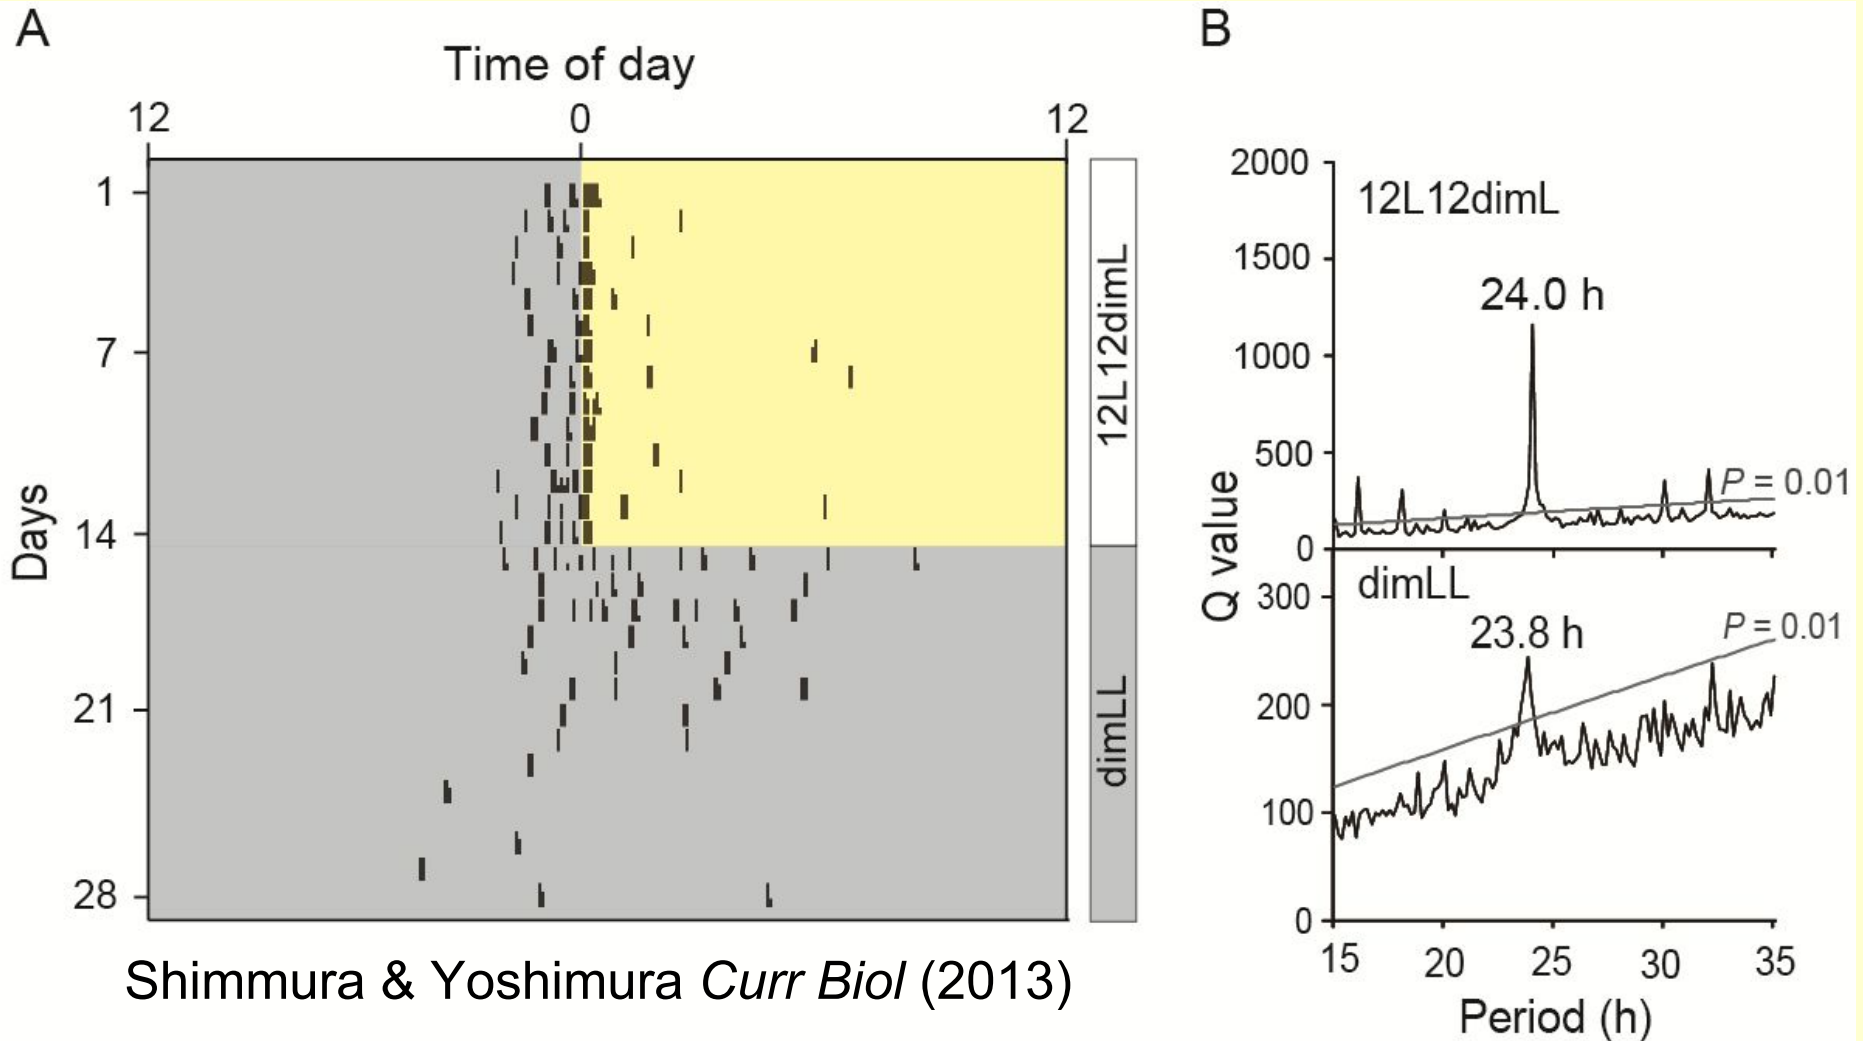 A
Time of day
12 0 12
1
7
14
21
28
Days
12L12dimL
dimLL
Shimmura & Yoshimura Curr Biol (2013)
B
2000
1500
1000
500
0
12L12dimL
24.0 h
P = 0.01
Q value
300
200
100
0
dimLL
23.8 h
P = 0.01
15 20 25 30 35
Period (h)